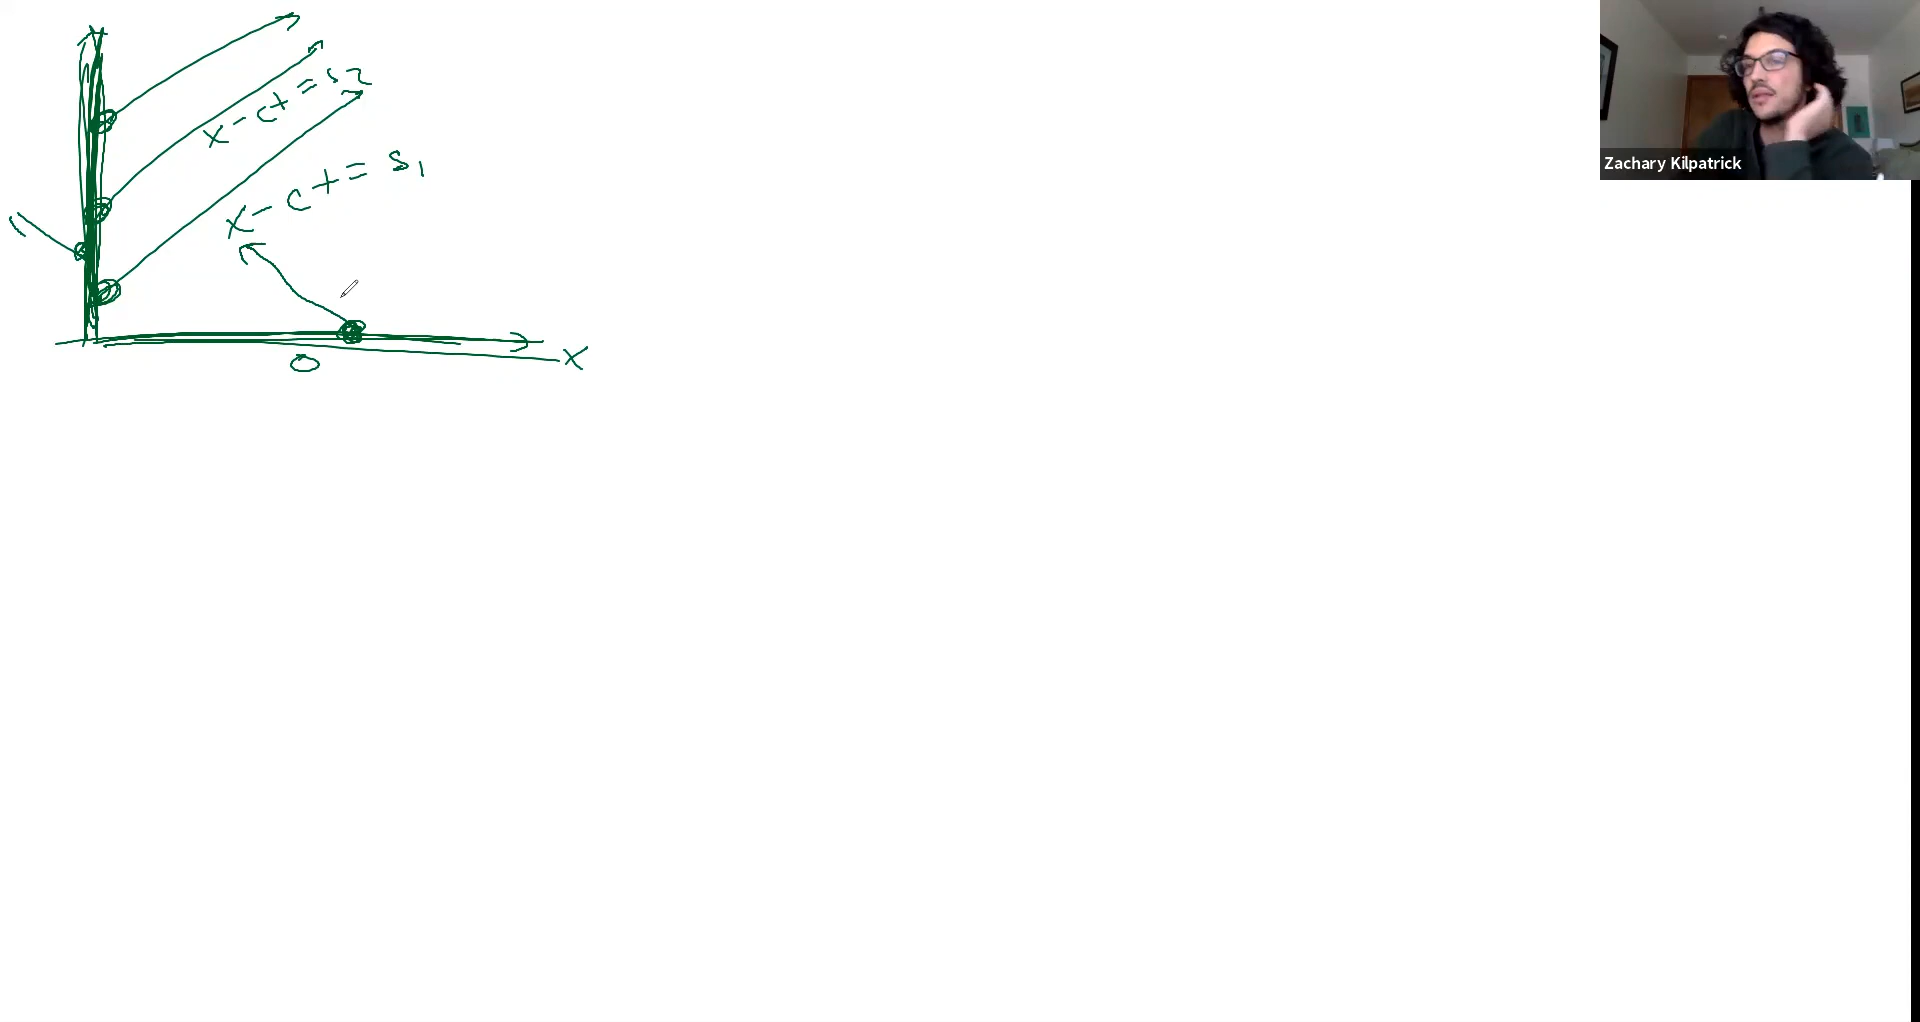 x - ct = s2
x - ct = s1
0
x
Zachary Kilpatrick